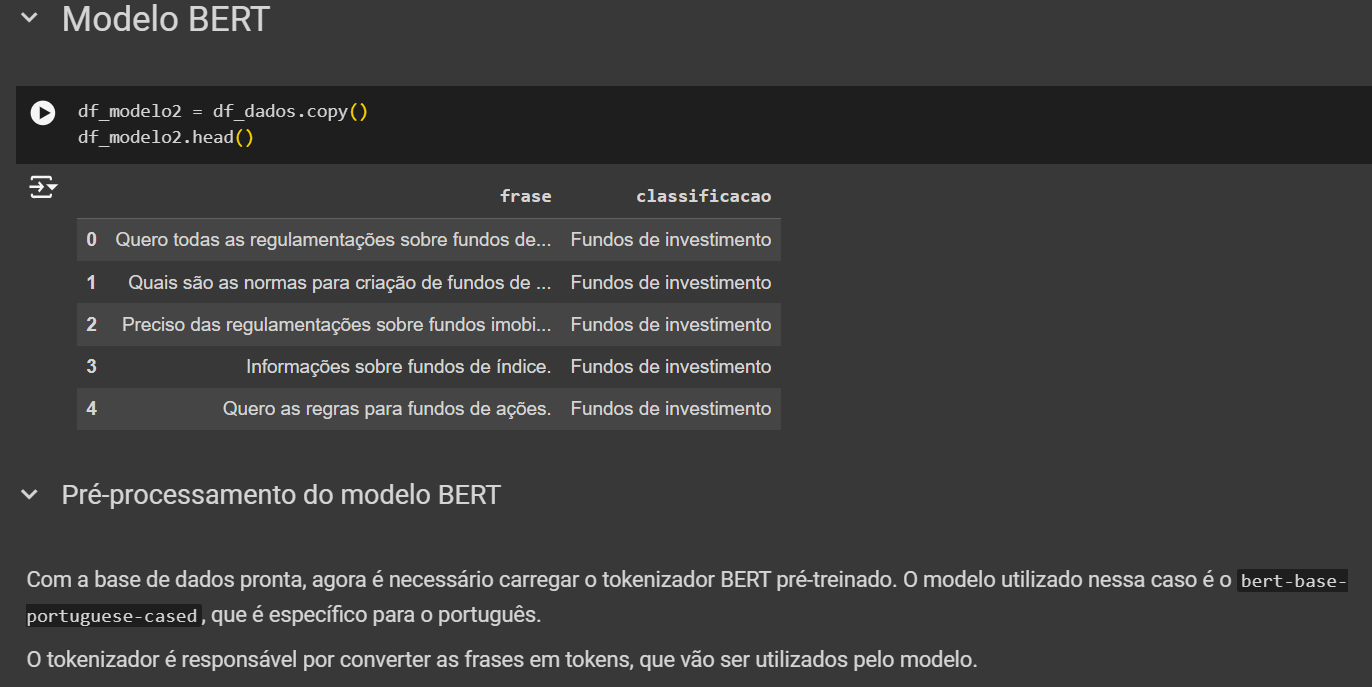 Modelo BERT
df_modelo2 = df_dados.copy()
df_modelo2.head()
frase classificacao
0 Quero todas as regulamentações sobre fundos de... Fundos de investimento
1 Quais são as normas para criação de fundos de ... Fundos de investimento
2 Preciso das regulamentações sobre fundos imobi... Fundos de investimento
3 Informações sobre fundos de índice. Fundos de investimento
4 Quero as regras para fundos de ações. Fundos de investimento
Pré-processamento do modelo BERT
Com a base de dados pronta, agora é necessário carregar o tokenizador BERT pré-treinado. O modelo utilizado nessa caso é o bert-base-
portuguese-cased, que é específico para o português.
O tokenizador é responsável por converter as frases em tokens, que vão ser utilizados pelo modelo.